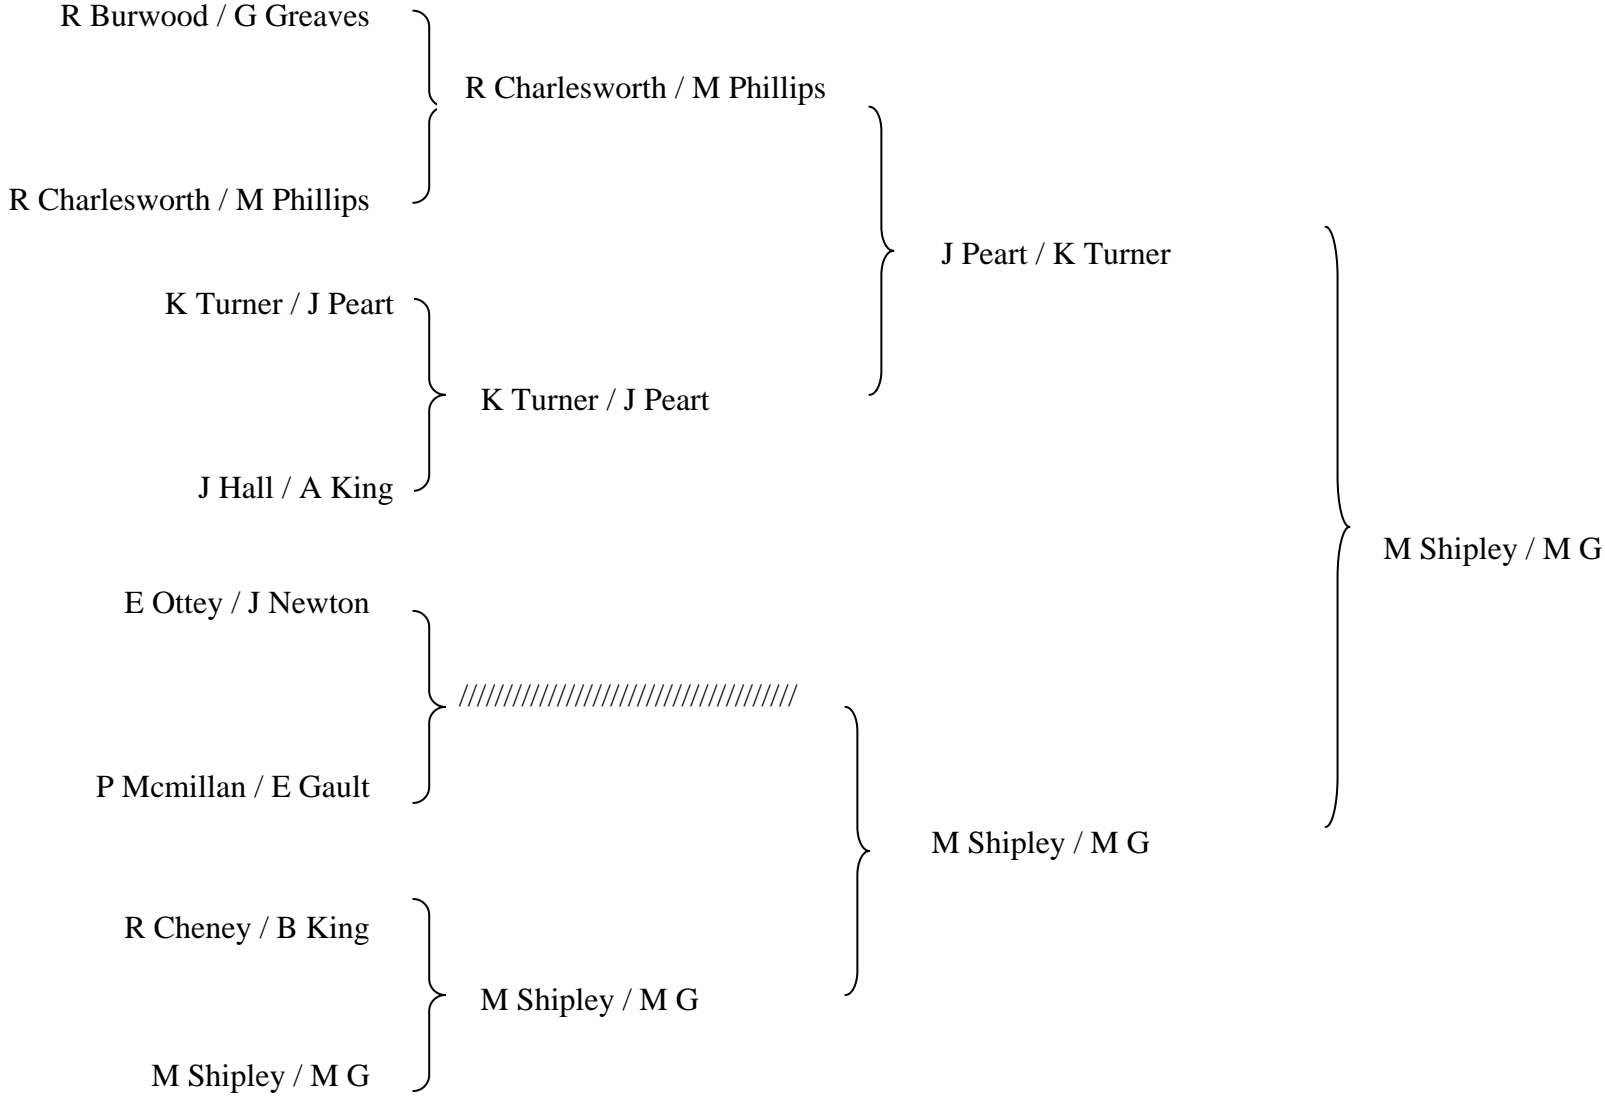 R Burwood / G Greaves
R Charlesworth / M Phillips
R Charlesworth / M Phillips
J Peart / K Turner
K Turner / J Peart
K Turner / J Peart
J Hall / A King
M Shipley / M G
E Ottey / J Newton
//////////////////////////////////////
P Mcmillan / E Gault
M Shipley / M G
R Cheney / B King
M Shipley / M G
M Shipley / M G